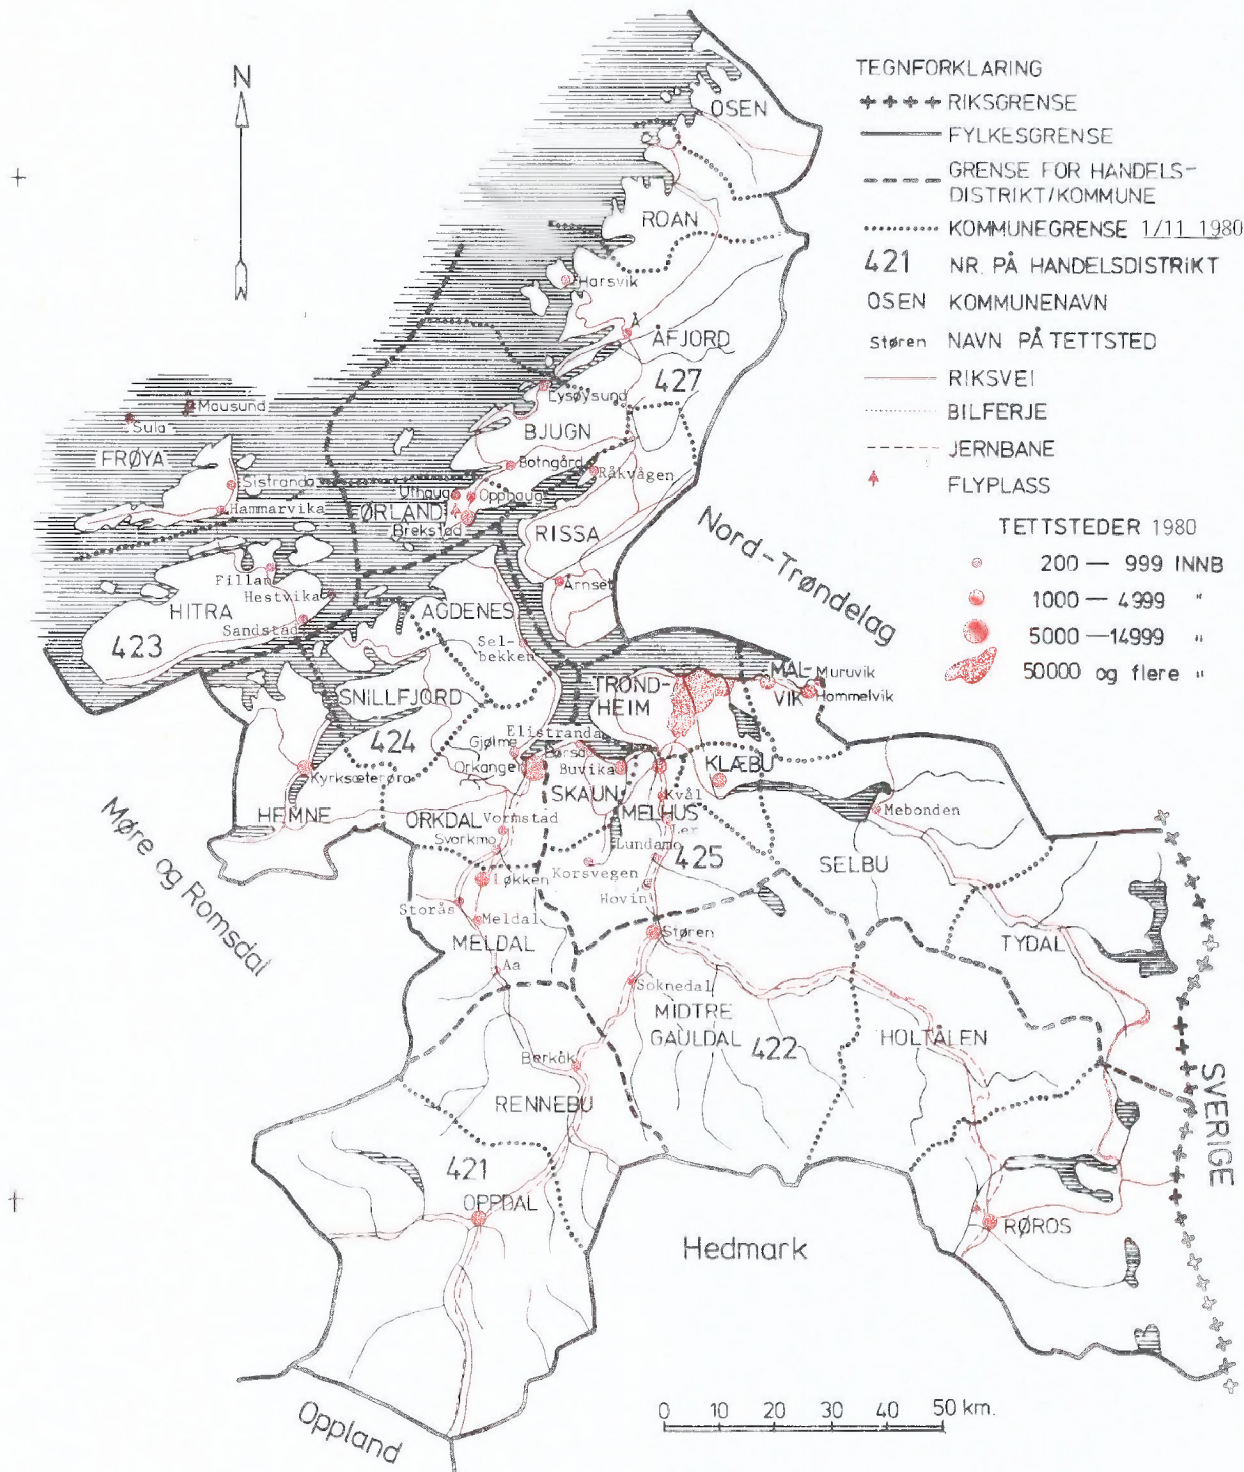 N
TEGNFORKLARING
RIKSGRENSE
FYLKESGRENSE
GRENSE FOR HANDELS-
DISTRIKT/KOMMUNE
KOMMUNEGRENSE 1/11 1980
421 NR. PÅ HANDELSDISTRIKT
OSEN KOMMUNENAVN
Støren NAVN PÅ TETTSTED
RIKSVEI
BILFERJE
JERNBANE
FLYPLASS
TETTSTEDER 1980
200 — 999 INNB
1000 — 4999 "
5000 — 14999 "
50000 og flere "
OSEN
ROAN
Harsvik
Å
ÅFJORD
427
Lysøysund
Mausund
Sula
FRØYA
BJUGN
Botngård
Råkvågen
Sistranda
Hammarvika
Uthaug
Opphaug
ØRLAND
Brekstad
RISSA
Nord-Trøndelag
Årnset
Fillan
Hestvika
HITRA
Sandstad
423
AGDENES
Sel-
bekken
SNILLFJORD
424
TROND-
HEIM
MAL-
VIK
Muruvik
Hommelvik
Elistranda
Gjølme
Børsa
Orkanger
Buvika
KLÆBU
Kyrksæterøra
SKAUN
Kvål
MELHUS
Mebonden
HEMNE
ORKDAL
Vormstad
Ler
Svorkmo
Lundamo
425
SELBU
Møre og Romsdal
Løkken
Korsvegen
Hovin
Storås
Meldal
MELDAL
Støren
TYDAL
Aa
Soknedal
MIDTRE
GAULDAL
422
HOLTÅLEN
Berkåk
RENNEBU
SVERIGE
421
OPPDAL
RØROS
Hedmark
Oppland
0 10 20 30 40 50 km.